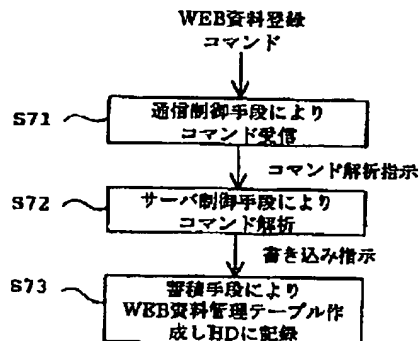 WEB資料登録
コマンド
S71
通信制御手段により
コマンド受信
コマンド解析指示
S72
サーバ制御手段により
コマンド解析
書き込み指示
S73
蓄積手段により
WEB資料管理テーブル作
成しHDに記録